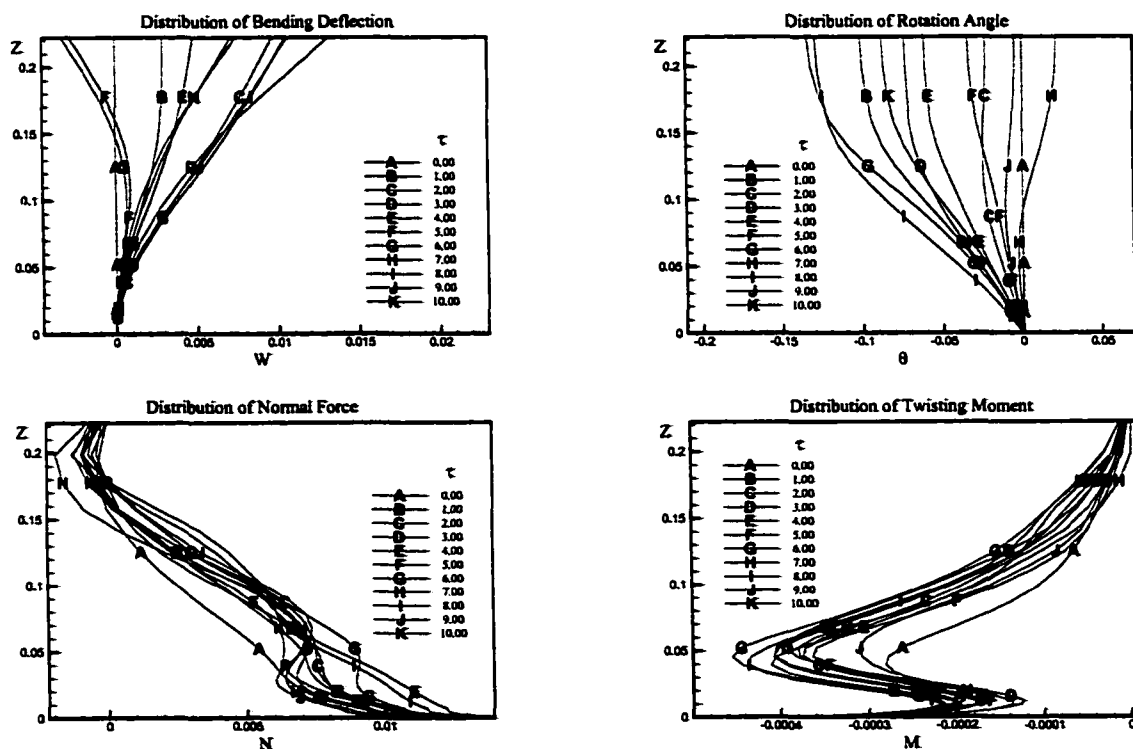 Distribution of Bending Deflection
Z
0.2
0.15
0.1
0.05
0
0
0.005
0.01
0.015
0.02
W
τ
A 0.00
B 1.00
C 2.00
D 3.00
E 4.00
F 5.00
G 6.00
H 7.00
I 8.00
J 9.00
K 10.00
Distribution of Rotation Angle
Z
0.2
0.15
0.1
0.05
0
-0.2
-0.15
-0.1
-0.05
0
0.05
θ
τ
A 0.00
B 1.00
C 2.00
D 3.00
E 4.00
F 5.00
G 6.00
H 7.00
I 8.00
J 9.00
K 10.00
Distribution of Normal Force
Z
0.2
0.15
0.1
0.05
0
0
0.005
0.01
N
τ
A 0.00
B 1.00
C 2.00
D 3.00
E 4.00
F 5.00
G 6.00
H 7.00
I 8.00
J 9.00
K 10.00
Distribution of Twisting Moment
Z
0.2
0.15
0.1
0.05
0
-0.0004
-0.0003
-0.0002
-0.0001
0
M
τ
A 0.00
B 1.00
C 2.00
D 3.00
E 4.00
F 5.00
G 6.00
H 7.00
I 8.00
J 9.00
K 10.00